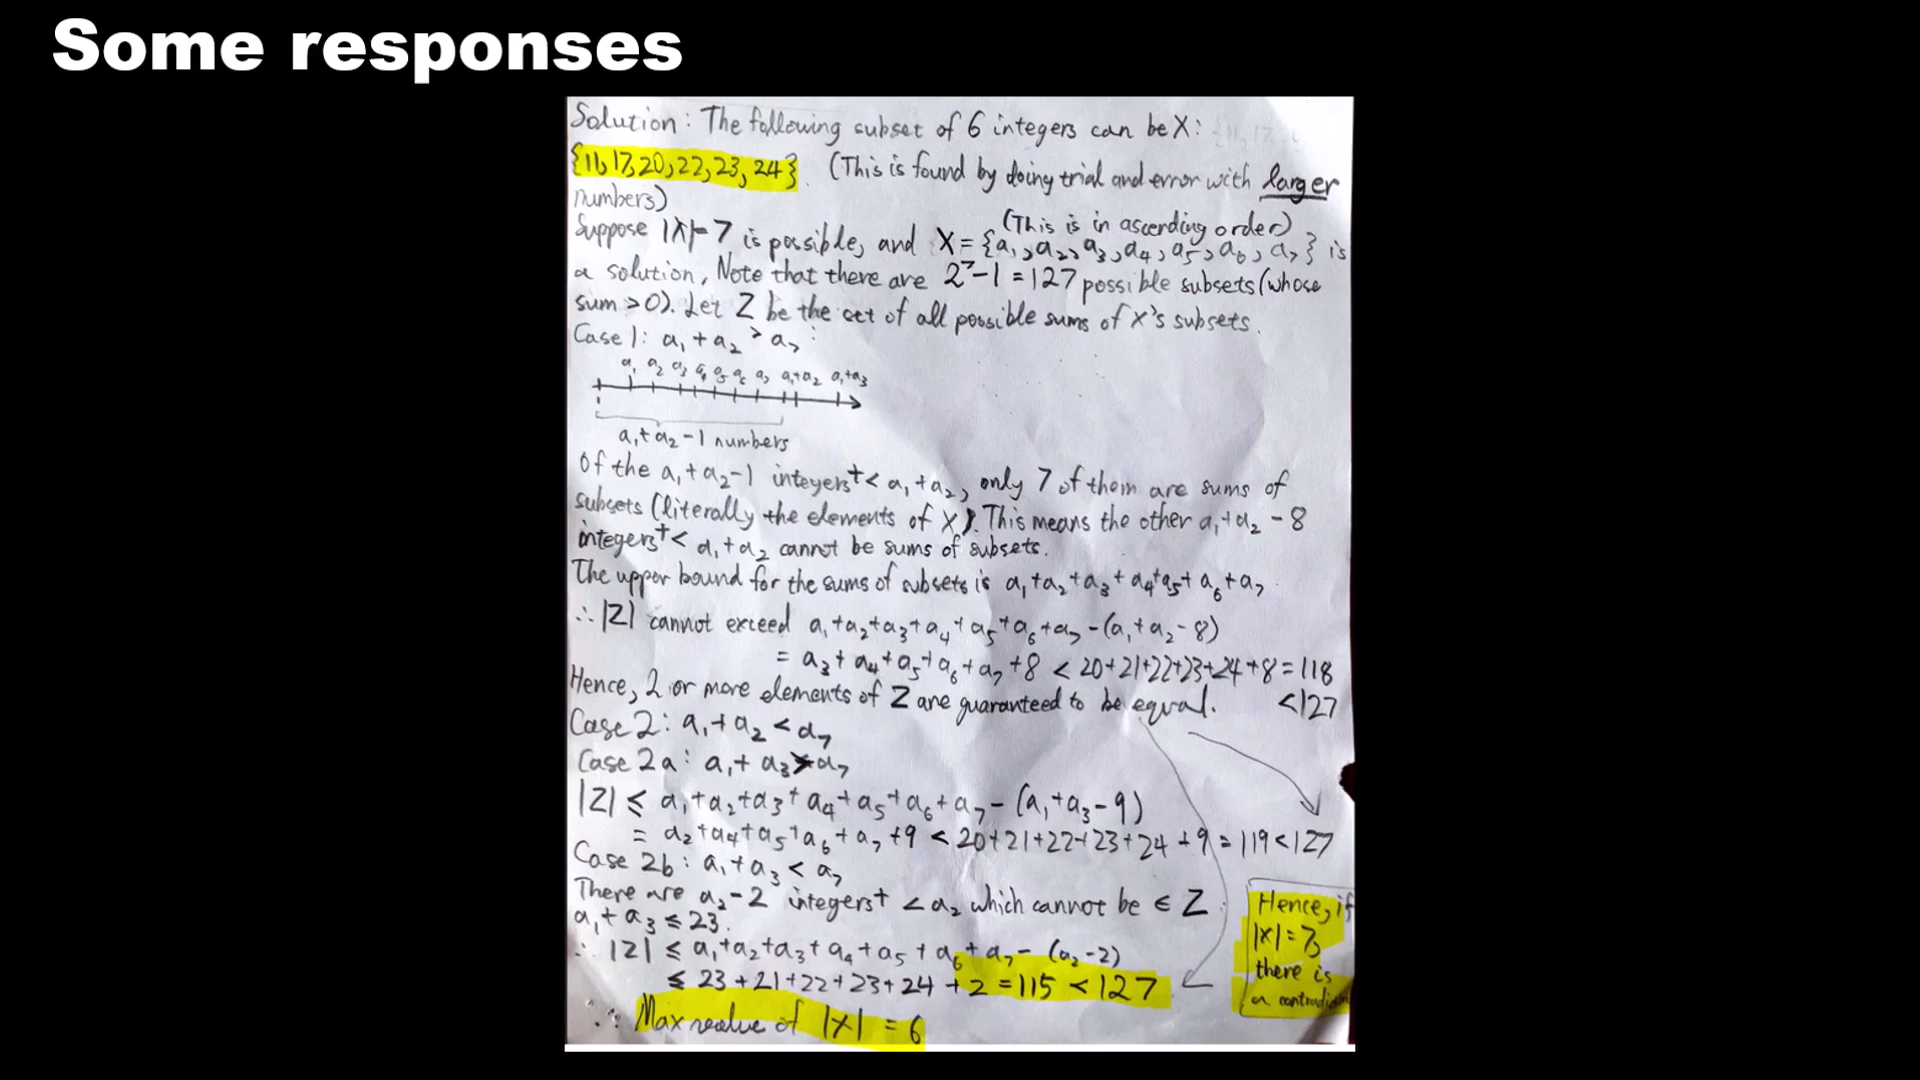 Some responses
Solution: The following subset of 6 integers can be X:
{11,17,20,22,23,24}. (This is found by doing trial and error with larger
numbers)
(This is in ascending order)
Suppose |X|=7 is possible, and X={a₁,a₂,a₃,a₄,a₅,a₆,a₇} is
a solution, Note that there are 2⁷-1=127 possible subsets (whose
sum >0). Let Z be the set of all possible sums of X's subsets.
Case 1: a₁+a₂ > a₇:
a₁ a₂ a₃ a₄ a₅ a₆ a₇ a₁+a₂ a₁+a₃
a₁+a₂-1 numbers
Of the a₁+a₂-1 integers⁺< a₁+a₂, only 7 of them are sums of
subsets (literally the elements of X). This means the other a₁+a₂-8
integers⁺< a₁+a₂ cannot be sums of subsets.
The upper bound for the sums of subsets is a₁+a₂+a₃+a₄+a₅+a₆+a₇.
∴ |Z| cannot exceed a₁+a₂+a₃+a₄+a₅+a₆+a₇-(a₁+a₂-8)
= a₃+a₄+a₅+a₆+a₇+8 < 20+21+22+23+24+8=118
<127
Hence, 2 or more elements of Z are guaranteed to be equal.
Case 2: a₁+a₂ < a₇
Case 2a: a₁+a₃>a₇
|Z| ≤ a₁+a₂+a₃+a₄+a₅+a₆+a₇-(a₁+a₃-9)
= a₂+a₄+a₅+a₆+a₇+9 < 20+21+22+23+24+9=119<127
Case 2b: a₁+a₃ < a₇
There are a₂-2 integers⁺ <a₂ which cannot be ∈ Z.
a₁+a₃ ≤23.
∴ |Z| ≤ a₁+a₂+a₃+a₄+a₅+a₆+a₇-(a₂-2)
≤ 23+21+22+23+24+2=115 <127
∴ Max value of |X| = 6
Hence, if
|X|=7,
there is
a contradiction